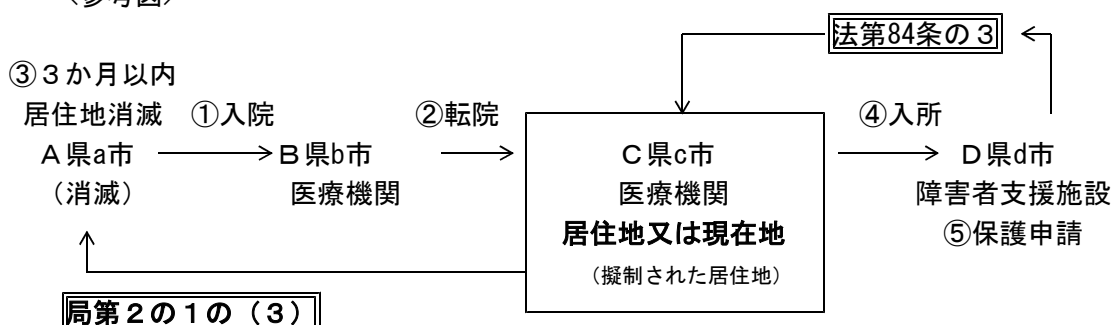 （参考図）
法第84条の３
③３か月以内
居住地消滅 ①入院 ②転院 ④入所
Ａ県a市 Ｂ県b市 Ｃ県c市 Ｄ県d市
（消滅） 医療機関 医療機関 障害者支援施設
居住地又は現在地 ⑤保護申請
（擬制された居住地）
局第２の１の（３）